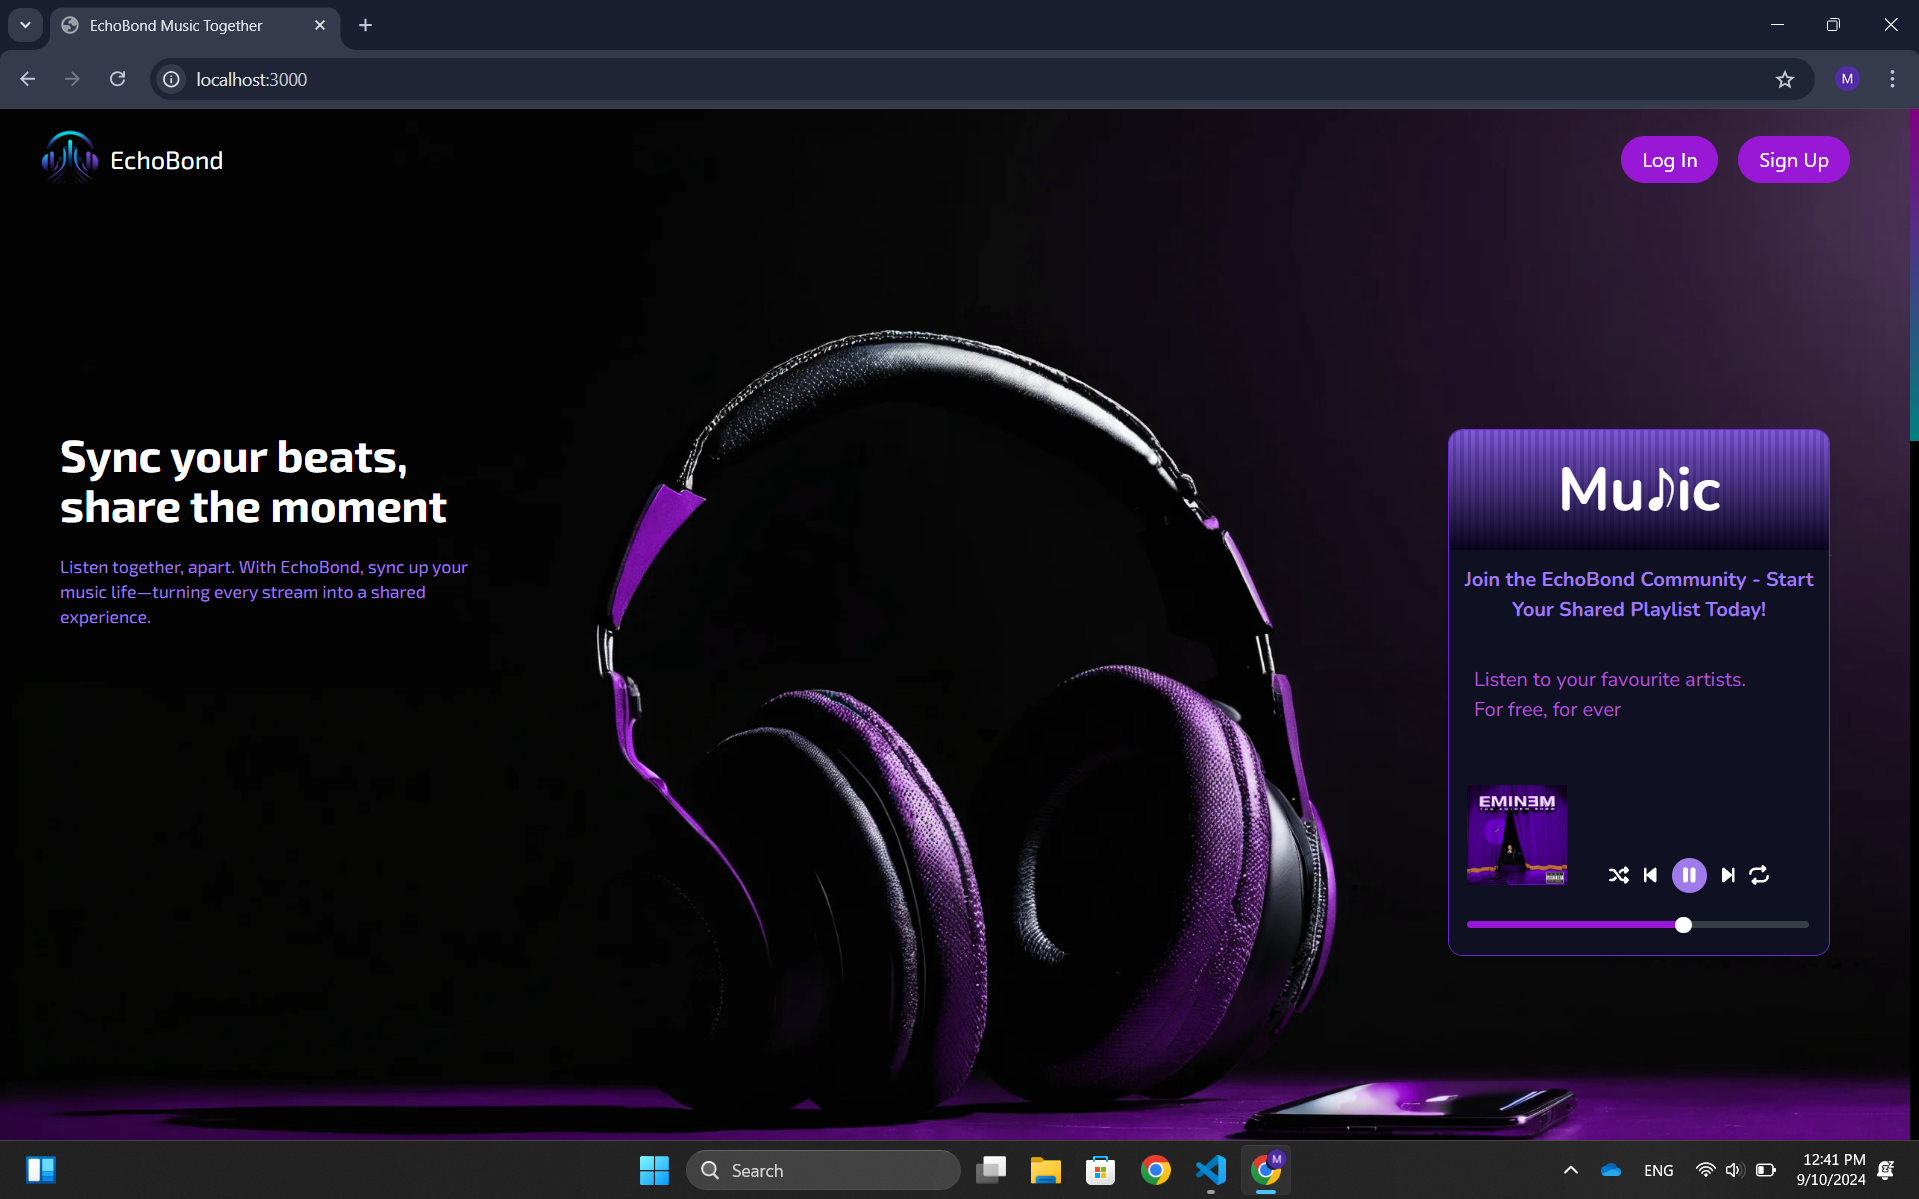 EchoBond Music Together
localhost:3000
M
EchoBond
Log In
Sign Up
Sync your beats,
share the moment
Listen together, apart. With EchoBond, sync up your
music life—turning every stream into a shared
experience.
Mu♪ic
Join the EchoBond Community - Start
Your Shared Playlist Today!
Listen to your favourite artists.
For free, for ever
EMINƎM
Search
M
ENG
12:41 PM
9/10/2024